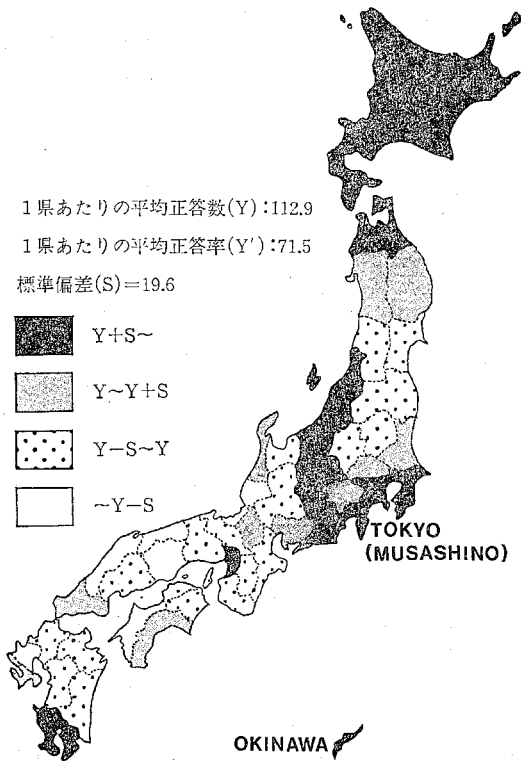 1県あたりの平均正答数(Y):112.9
1県あたりの平均正答率(Y'):71.5
標準偏差(S)=19.6
Y+S~
Y~Y+S
Y-S~Y
~Y-S
TOKYO
(MUSASHINO)
OKINAWA